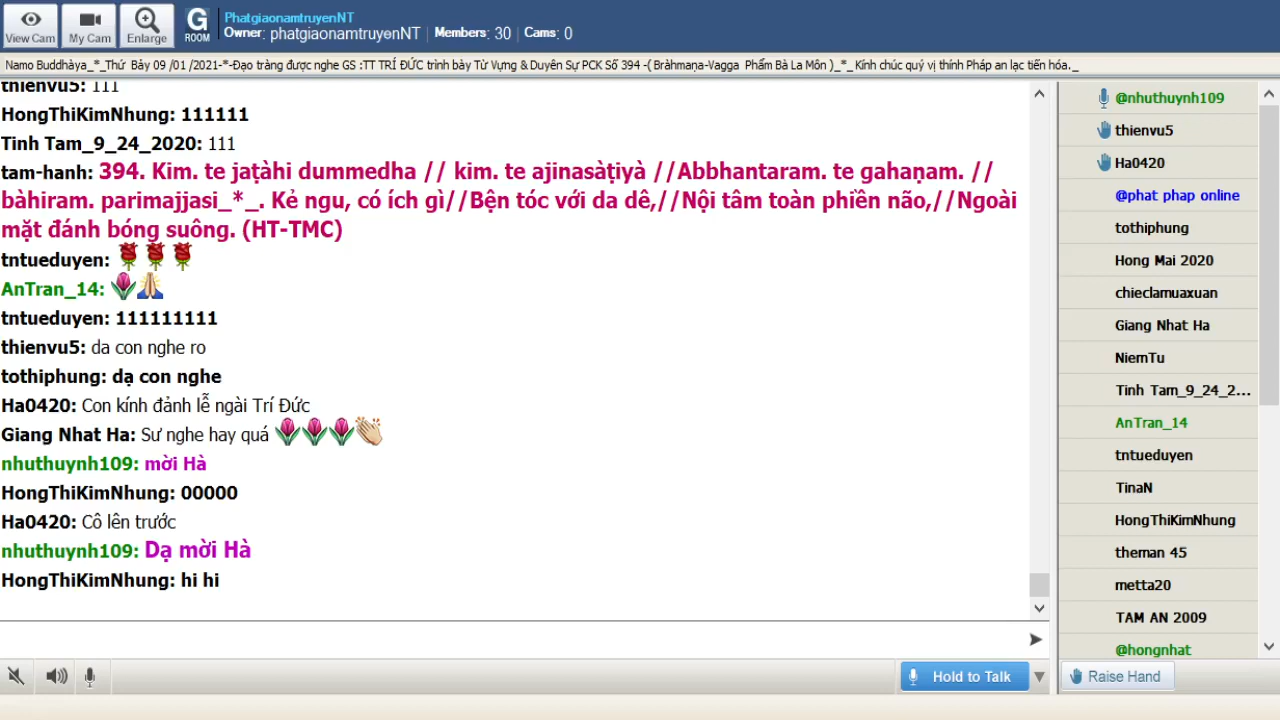 View Cam
My Cam
Enlarge
G
ROOM
PhatgiaonamtruyenNT
Owner: phatgiaonamtruyenNT | Members: 30 | Cams: 0
Namo Buddhàya_*_Thứ Bảy 09 /01 /2021-*-Đạo tràng được nghe GS :TT TRÍ ĐỨC trình bày Từ Vựng & Duyên Sự PCK Số 394 -( Bràhmaṇa-Vagga Phẩm Bà La Môn )_*_ Kính chúc quý vị thính Pháp an lạc tiến hóa._
thienvu5: 111
HongThiKimNhung: 111111
Tinh Tam_9_24_2020: 111
tam-hanh: 394. Kim. te jaṭàhi dummedha // kim. te ajinasàṭiyà //Abbhantaram. te gahaṇam. //
bàhiram. parimajjasi_*_. Kẻ ngu, có ích gì//Bện tóc với da dê,//Nội tâm toàn phiền não,//Ngoài
mặt đánh bóng suông. (HT-TMC)
tntueduyen:
AnTran_14:
tntueduyen: 111111111
thienvu5: da con nghe ro
tothiphung: dạ con nghe
Ha0420: Con kính đảnh lễ ngài Trí Đức
Giang Nhat Ha: Sư nghe hay quá
nhuthuynh109: mời Hà
HongThiKimNhung: 00000
Ha0420: Cô lên trước
nhuthuynh109: Dạ mời Hà
HongThiKimNhung: hi hi
@nhuthuynh109
thienvu5
Ha0420
@phat phap online
tothiphung
Hong Mai 2020
chieclamuaxuan
Giang Nhat Ha
NiemTu
Tinh Tam_9_24_2...
AnTran_14
tntueduyen
TinaN
HongThiKimNhung
theman 45
metta20
TAM AN 2009
@hongnhat
Hold to Talk
Raise Hand